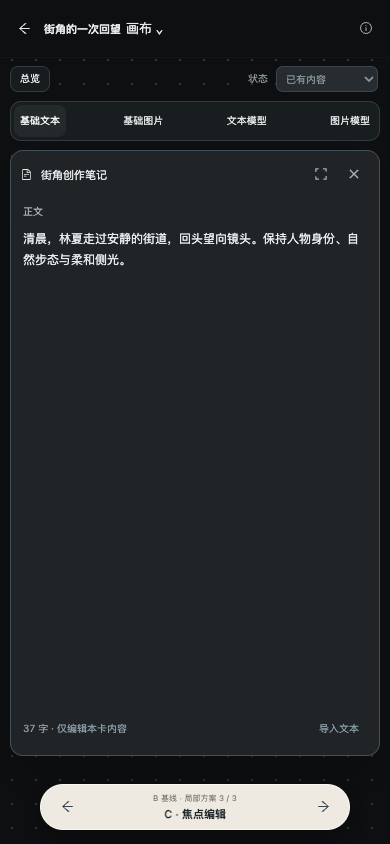 街角的一次回望 画布
总览
状态 已有内容
基础文本 基础图片 文本模型 图片模型
街角创作笔记
正文
清晨，林夏走过安静的街道，回头望向镜头。保持人物身份、自
然步态与柔和侧光。
37 字 · 仅编辑本卡内容 导入文本
B 基线 · 局部方案 3 / 3
C · 焦点编辑